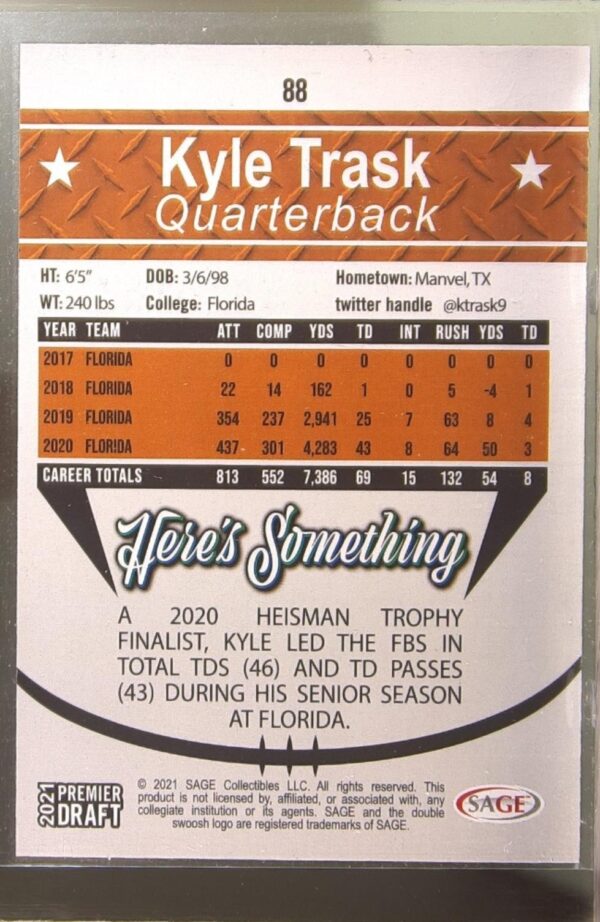 88
Kyle Trask
Quarterback
HT: 6'5" DOB: 3/6/98 Hometown: Manvel, TX
WT: 240 lbs College: Florida twitter handle @ktrask9
YEAR TEAM ATT COMP YDS TD INT RUSH YDS TD
2017 FLORIDA 0 0 0 0 0 0 0 0
2018 FLORIDA 22 14 162 1 0 5 -4 1
2019 FLORIDA 354 237 2,941 25 7 63 8 4
2020 FLORIDA 437 301 4,283 43 8 64 50 3
CAREER TOTALS 813 552 7,386 69 15 132 54 8
Here's Something
A 2020 HEISMAN TROPHY
FINALIST, KYLE LED THE FBS IN
TOTAL TDS (46) AND TD PASSES
(43) DURING HIS SENIOR SEASON
AT FLORIDA.
2021 PREMIER DRAFT
© 2021 SAGE Collectibles LLC. All rights reserved. This
product is not licensed by, affiliated, or associated with, any
collegiate institution or its agents. SAGE and the double
swoosh logo are registered trademarks of SAGE.
SAGE